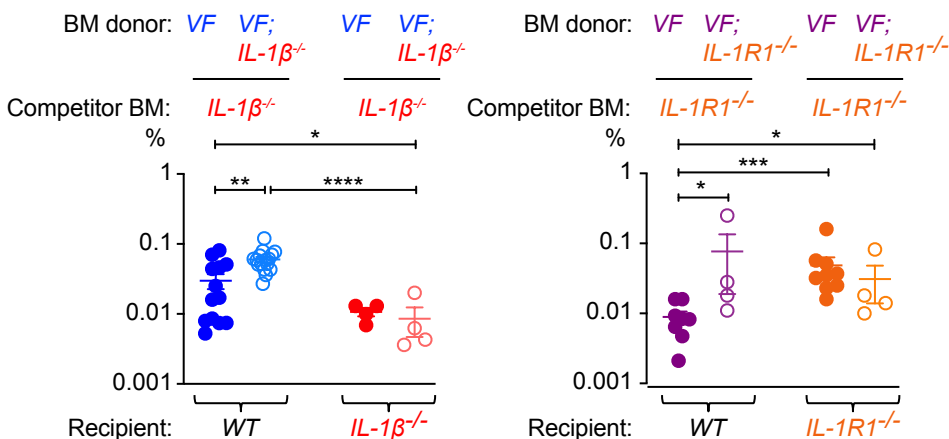 BM donor: VF VF; VF VF;
IL-1β-/- IL-1β-/-
Competitor BM: IL-1β-/- IL-1β-/-
%
*
** ****
1
0.1
0.01
0.001
Recipient: WT IL-1β-/-
BM donor: VF VF; VF VF;
IL-1R1-/- IL-1R1-/-
Competitor BM: IL-1R1-/- IL-1R1-/-
%
*
***
*
1
0.1
0.01
0.001
Recipient: WT IL-1R1-/-